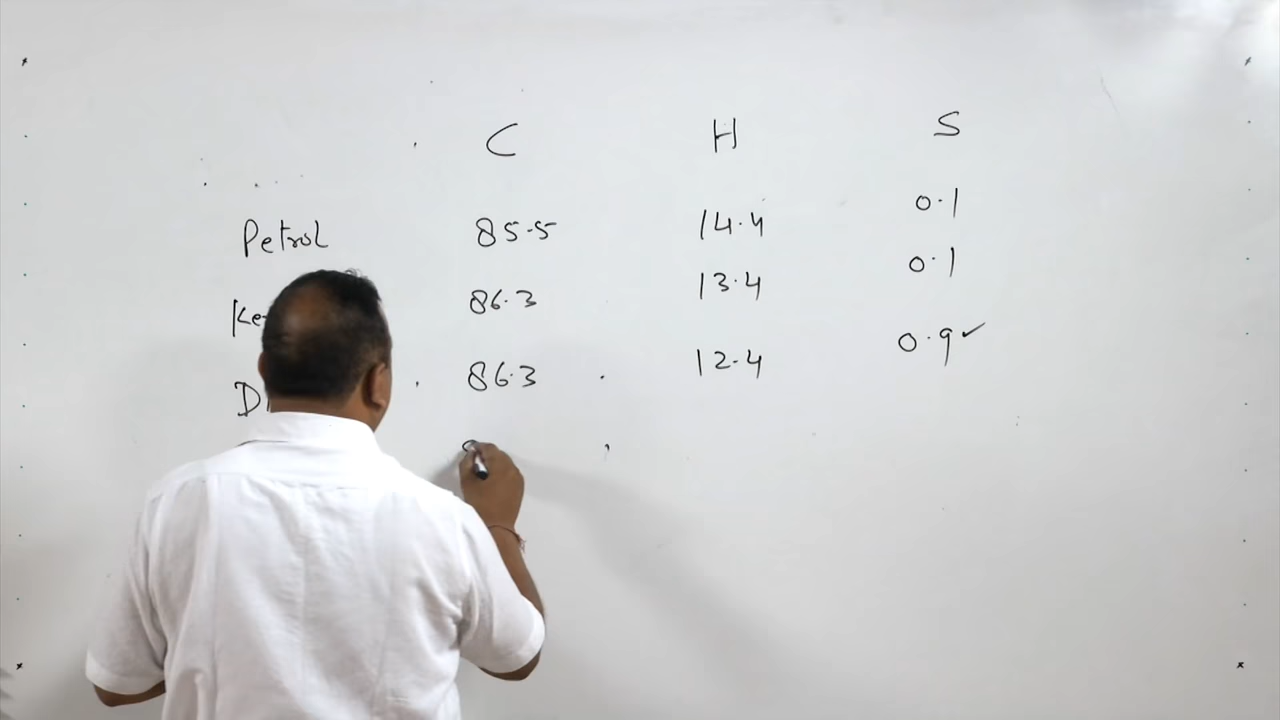 C H S
Petrol 85.5 14.4 0.1
Ke 86.3 13.4 0.1
D 86.3 12.4 0.9 ✓